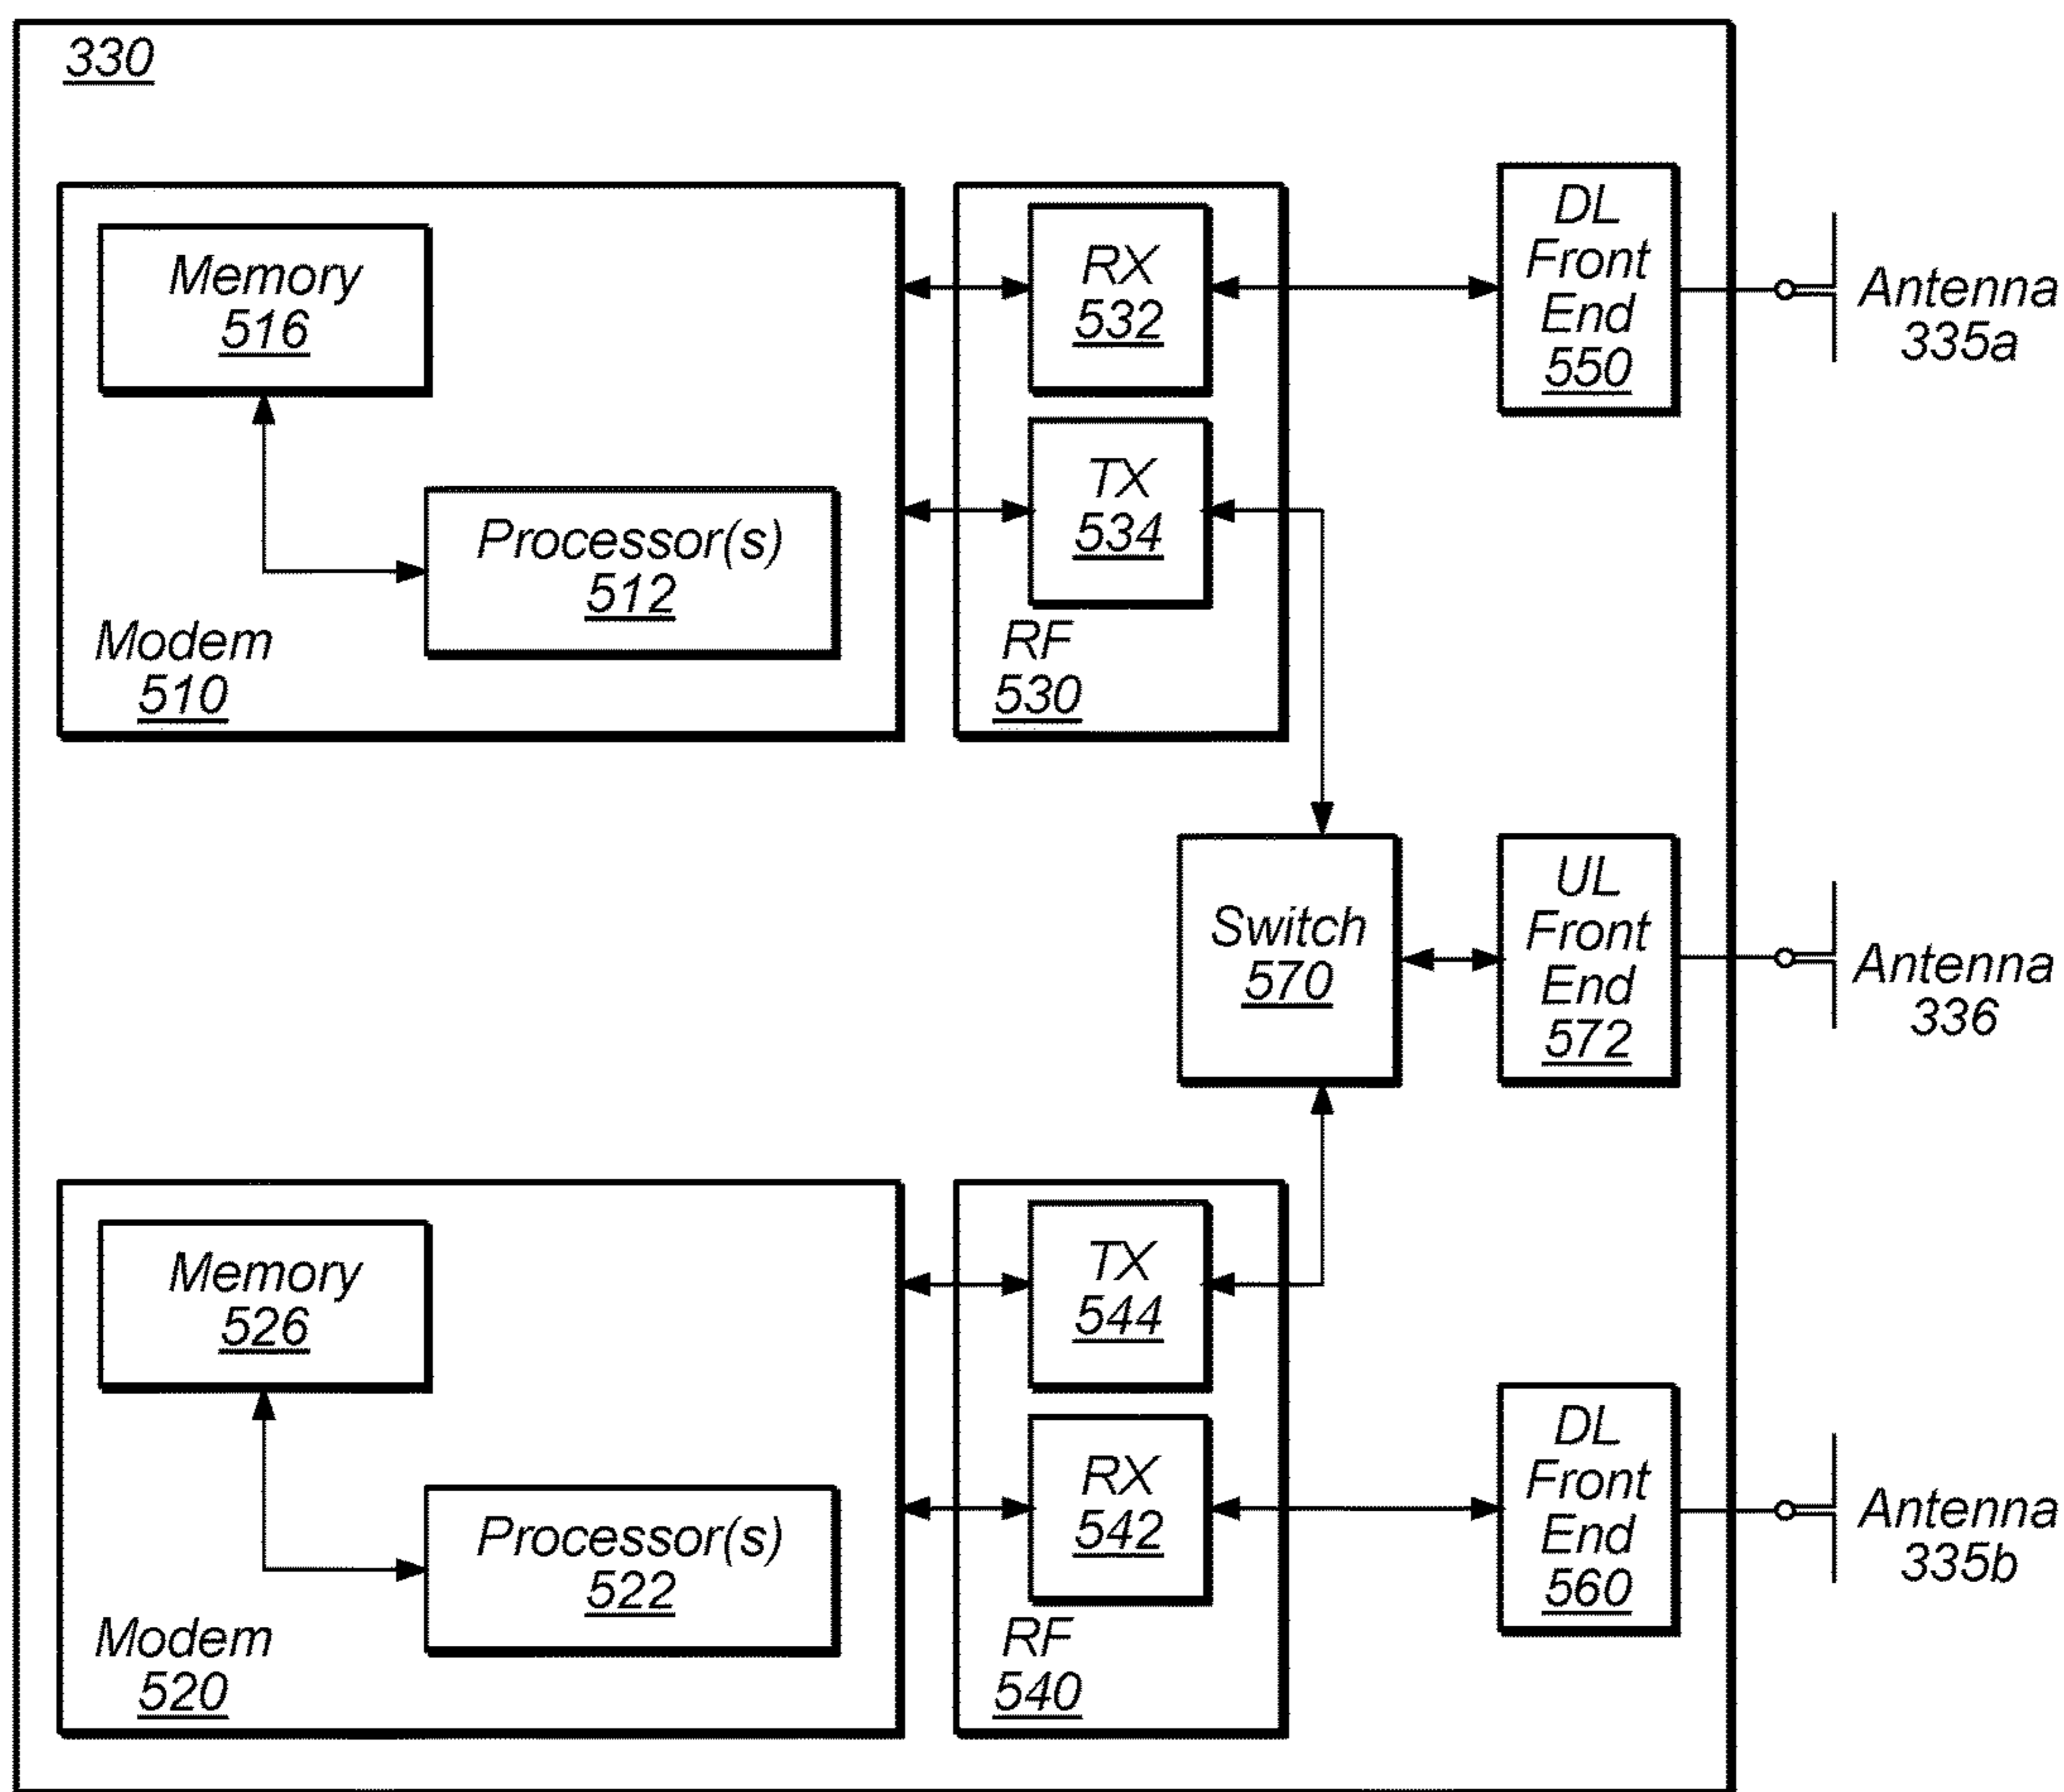 330
Memory
516
Processor(s)
512
Modem
510
RX
532
TX
534
RF
530
DL
Front
End
550
Antenna
335a
Switch
570
UL
Front
End
572
Antenna
336
Memory
526
Processor(s)
522
Modem
520
TX
544
RX
542
RF
540
DL
Front
End
560
Antenna
335b